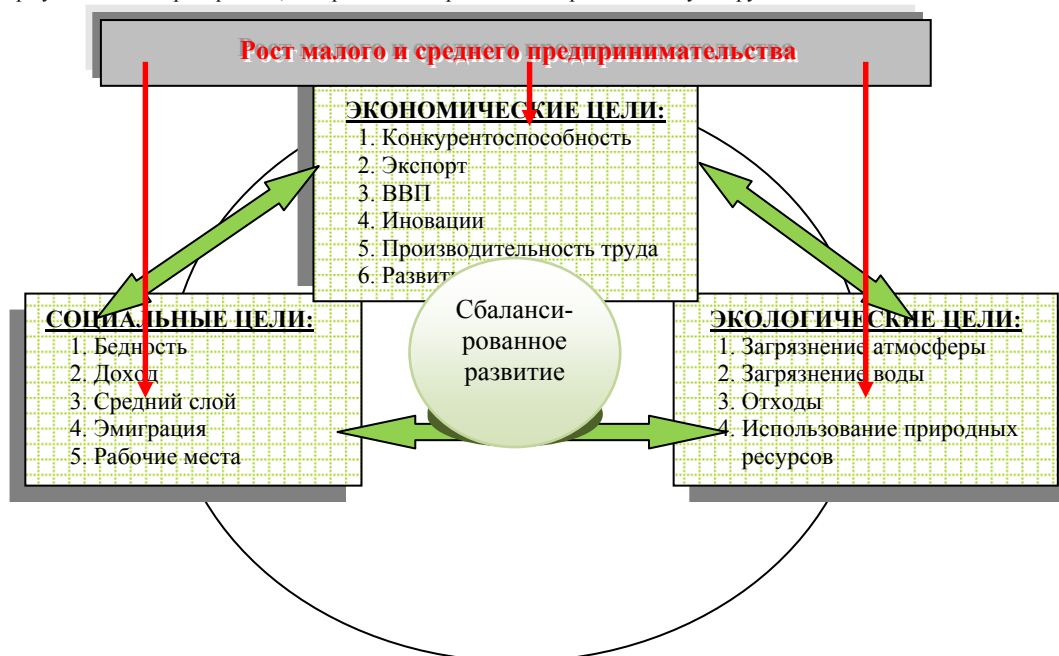 Рост малого и среднего предпринимательства
ЭКОНОМИЧЕСКИЕ ЦЕЛИ:
1. Конкурентоспособность
2. Экспорт
3. ВВП
4. Иновации
5. Производительность труда
6.
СОЦИАЛЬНЫЕ ЦЕЛИ:
1. Бедность
2. Доход
3. Средний слой
4. Эмиграция
5. Рабочие места
Сбаланси-
рованное
развитие
ЭКОЛОГИЧЕСКИЕ ЦЕЛИ:
1. Загрязнение атмосферы
2. Загрязнение воды
3. Отходы
4. Использование природных
ресурсов